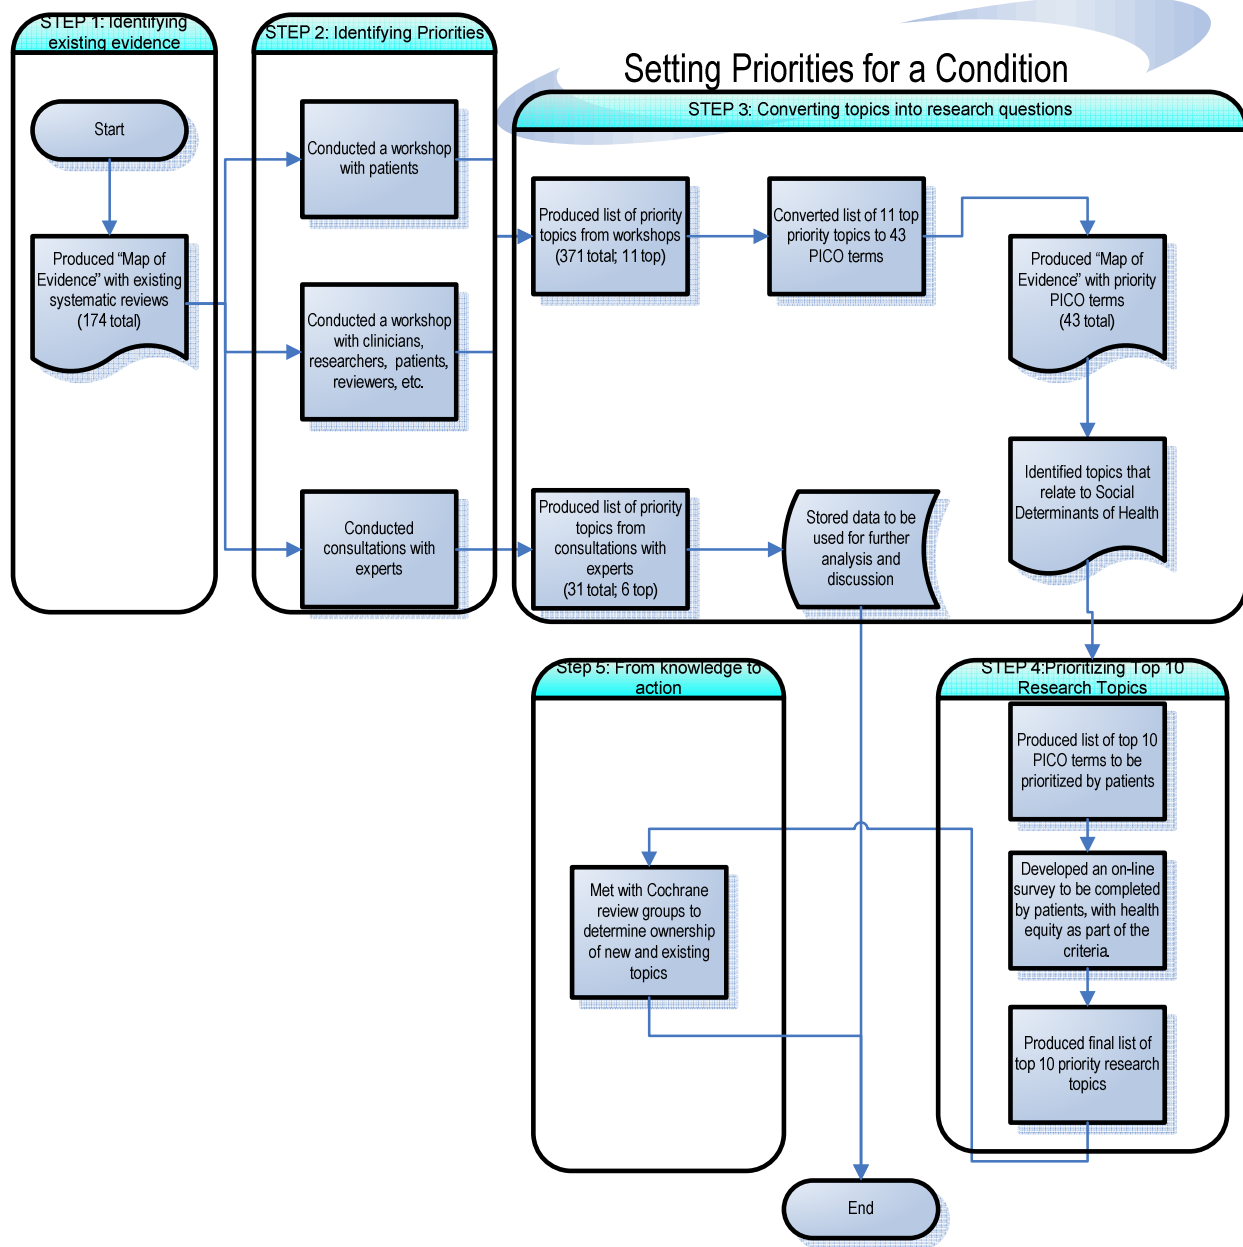 Setting Priorities for a Condition
STEP 1: Identifying
existing evidence
Start
Produced “Map of
Evidence” with existing
systematic reviews
(174 total)
STEP 2: Identifying Priorities
Conducted a workshop
with patients
Conducted a workshop
with clinicians,
researchers, patients,
reviewers, etc.
Conducted
consultations with
experts
STEP 3: Converting topics into research questions
Produced list of priority
topics from workshops
(371 total; 11 top)
Converted list of 11 top
priority topics to 43
PICO terms
Produced “Map of
Evidence” with priority
PICO terms
(43 total)
Identified topics that
relate to Social
Determinants of Health
Produced list of priority
topics from
consultations with
experts
(31 total; 6 top)
Stored data to be
used for further
analysis and
discussion
STEP 4:Prioritizing Top 10
Research Topics
Produced list of top 10
PICO terms to be
prioritized by patients
Developed an on-line
survey to be completed
by patients, with health
equity as part of the
criteria.
Produced final list of
top 10 priority research
topics
Step 5: From knowledge to
action
Met with Cochrane
review groups to
determine ownership
of new and existing
topics
End